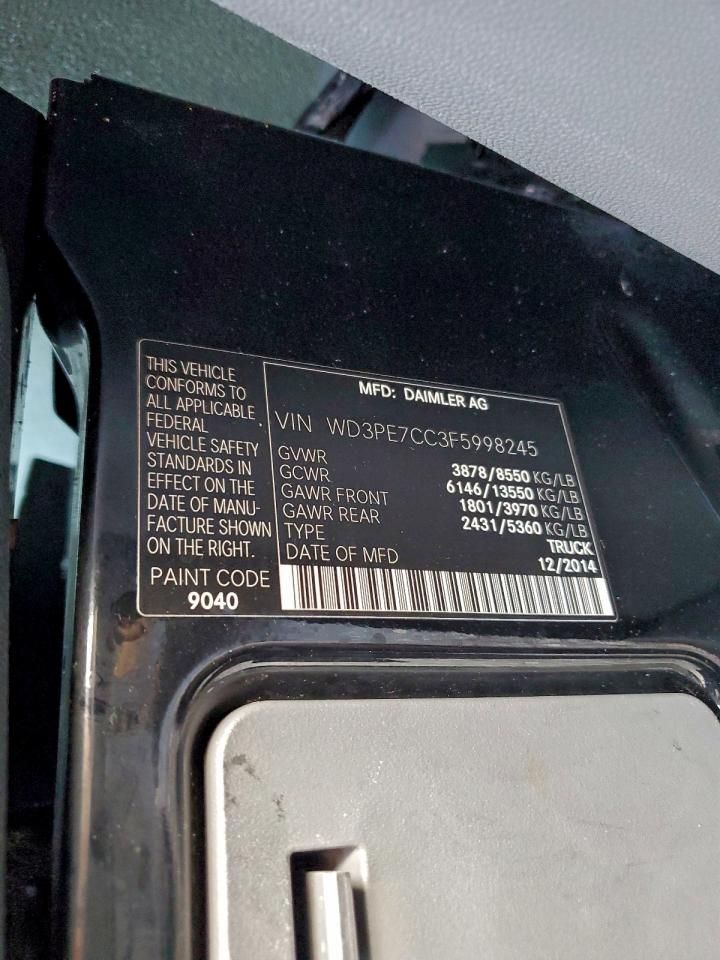 THIS VEHICLE
CONFORMS TO
ALL APPLICABLE
FEDERAL
VEHICLE SAFETY
STANDARDS IN
EFFECT ON THE
DATE OF MANU-
FACTURE SHOWN
ON THE RIGHT.
PAINT CODE
9040
MFD: DAIMLER AG
VIN WD3PE7CC3F5998245
GVWR 3878/8550 KG/LB
GCWR 6146/13550 KG/LB
GAWR FRONT 1801/3970 KG/LB
GAWR REAR 2431/5360 KG/LB
TYPE TRUCK
DATE OF MFD 12/2014